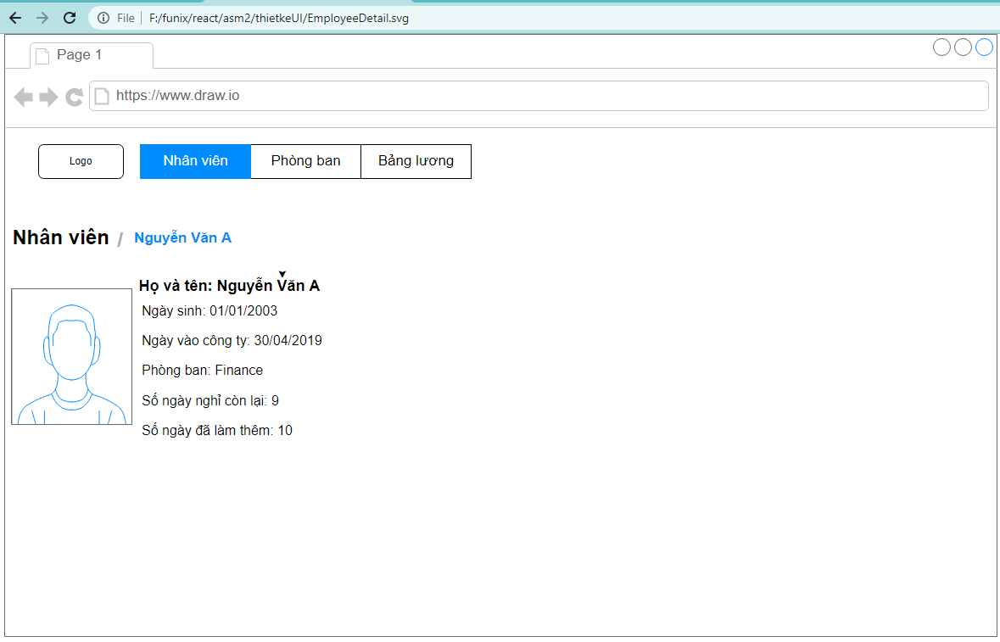 File F:/funix/react/asm2/thietkeUI/EmployeeDetail.svg
Page 1
https://www.draw.io
Logo Nhân viên Phòng ban Bảng lương
Nhân viên / Nguyễn Văn A
Họ và tên: Nguyễn Văn A
Ngày sinh: 01/01/2003
Ngày vào công ty: 30/04/2019
Phòng ban: Finance
Số ngày nghỉ còn lại: 9
Số ngày đã làm thêm: 10